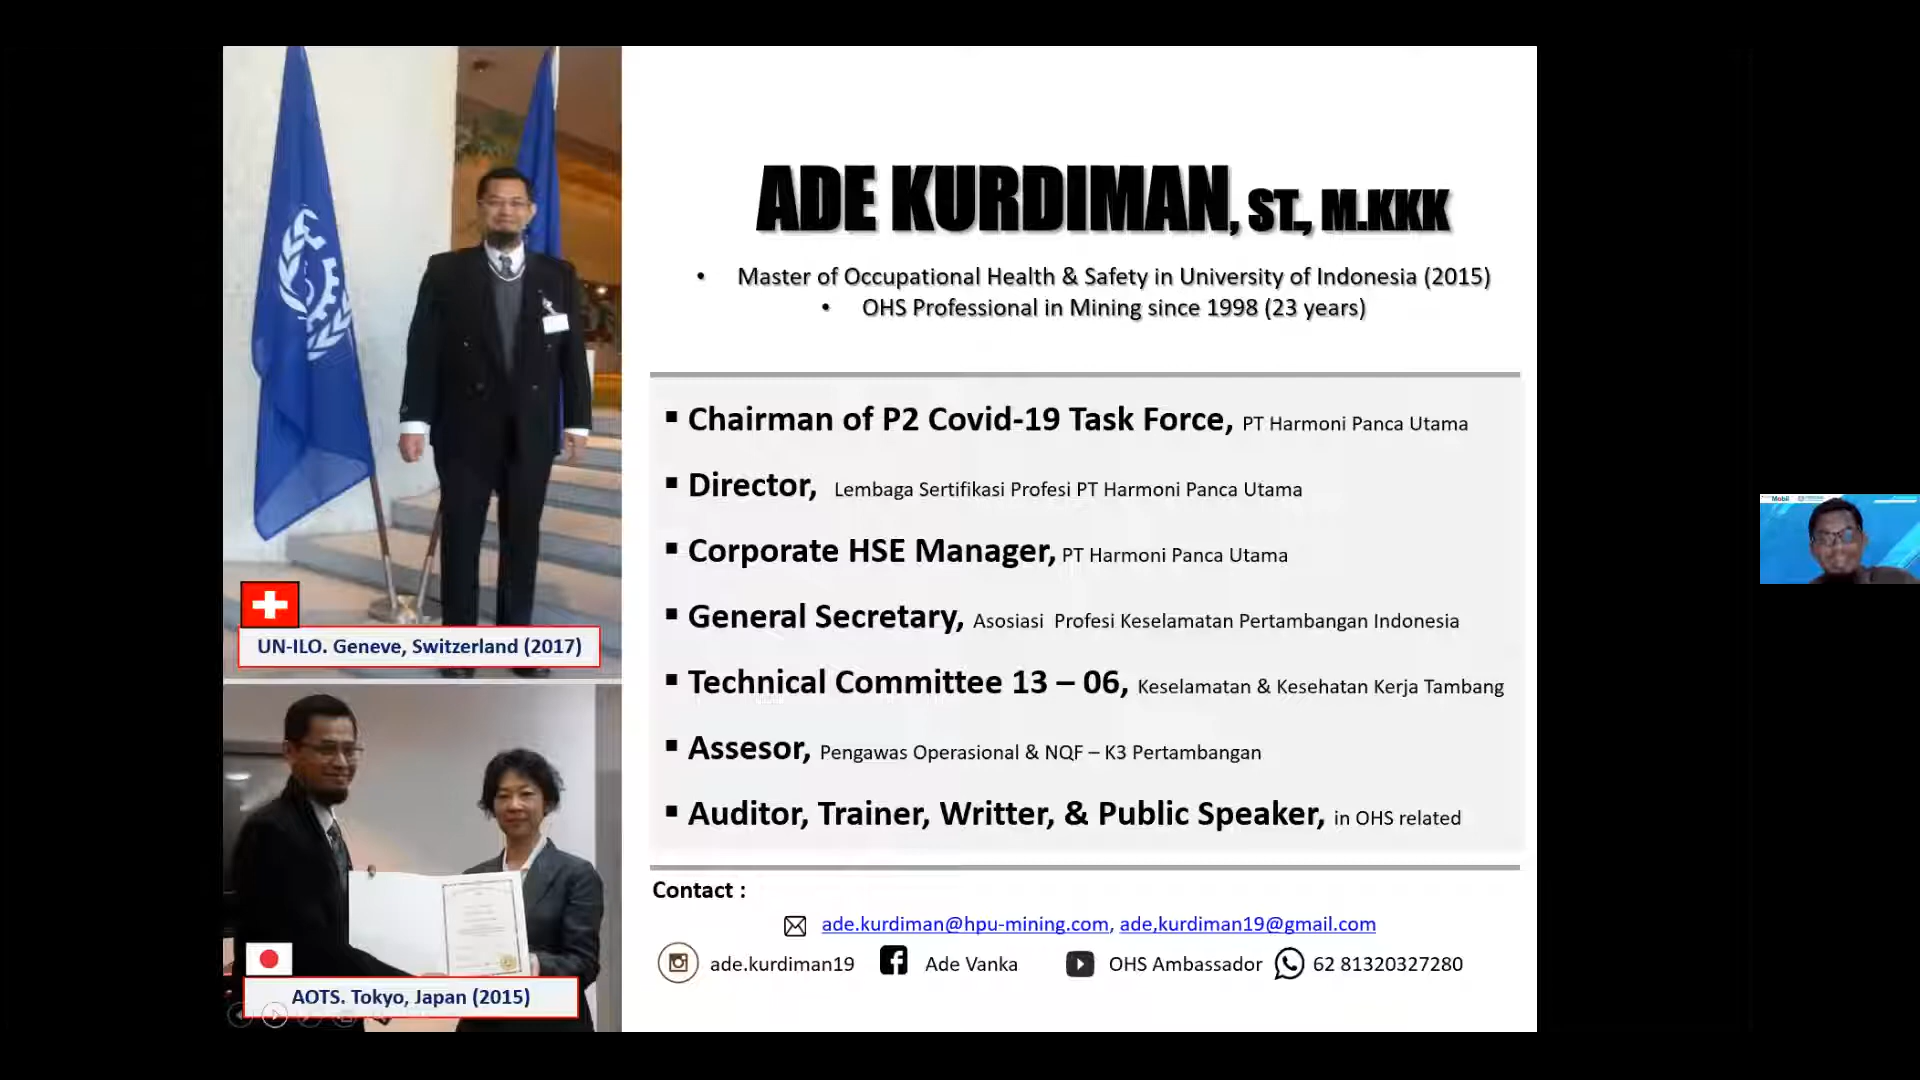 ADE KURDIMAN, ST., M.KKK
• Master of Occupational Health & Safety in University of Indonesia (2015)
• OHS Professional in Mining since 1998 (23 years)
▪ Chairman of P2 Covid-19 Task Force, PT Harmoni Panca Utama
▪ Director, Lembaga Sertifikasi Profesi PT Harmoni Panca Utama
▪ Corporate HSE Manager, PT Harmoni Panca Utama
▪ General Secretary, Asosiasi Profesi Keselamatan Pertambangan Indonesia
▪ Technical Committee 13 – 06, Keselamatan & Kesehatan Kerja Tambang
▪ Assesor, Pengawas Operasional & NQF – K3 Pertambangan
▪ Auditor, Trainer, Writter, & Public Speaker, in OHS related
Contact :
ade.kurdiman@hpu-mining.com, ade,kurdiman19@gmail.com
ade.kurdiman19 Ade Vanka OHS Ambassador 62 81320327280
UN-ILO. Geneve, Switzerland (2017)
AOTS. Tokyo, Japan (2015)
Mobil